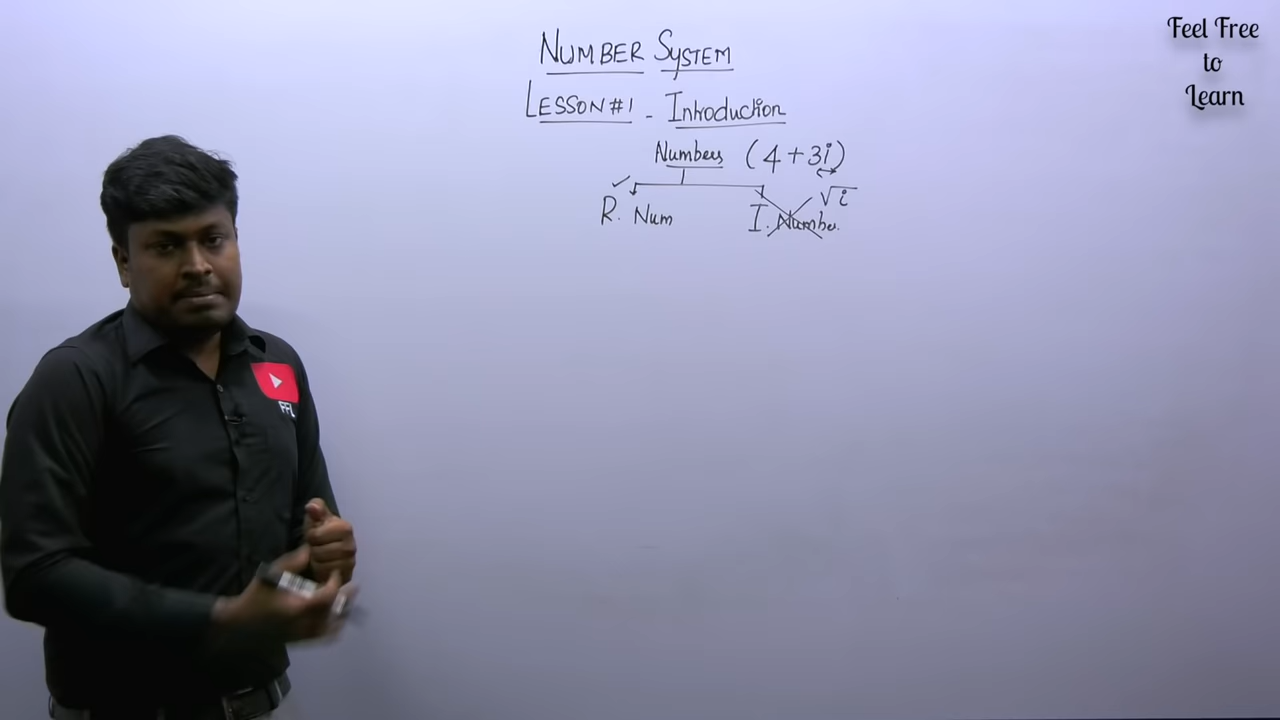 Feel Free
to
Learn
NUMBER SYSTEM
LESSON #1 - Introduction
Numbers (4+3i)
√i
R. Num I. Number
FFL